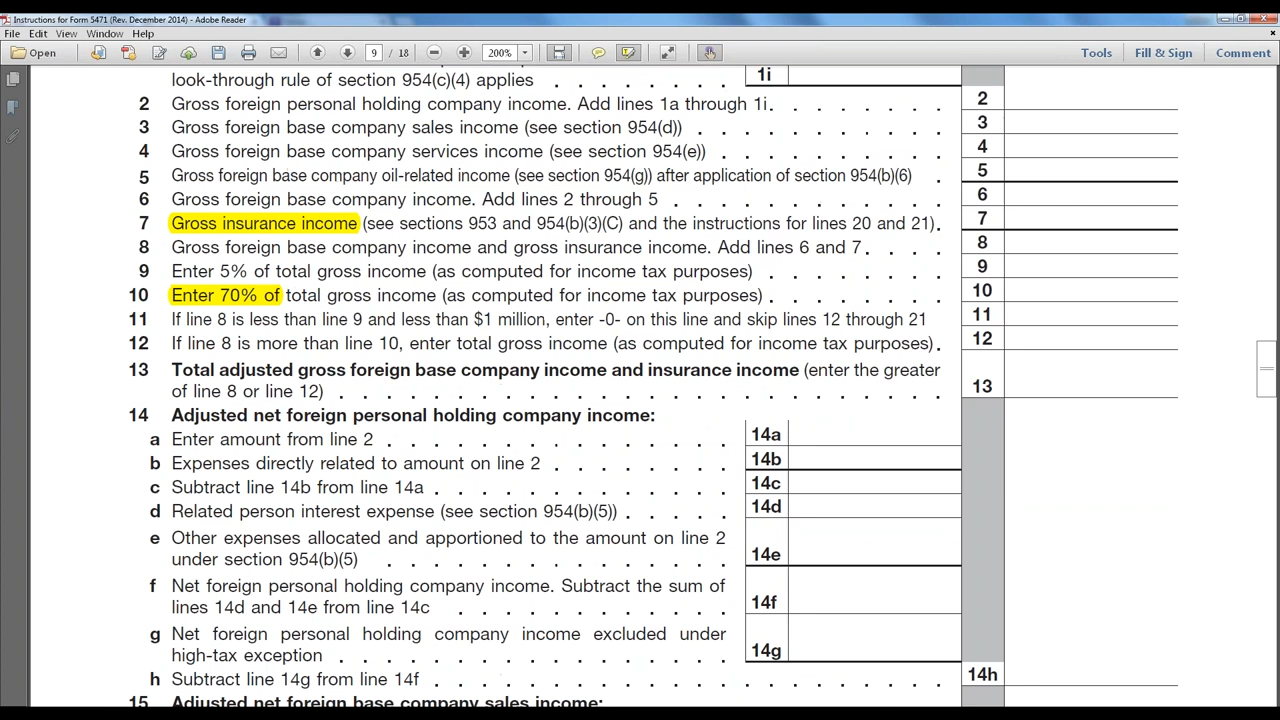 Instructions for Form 5471 (Rev. December 2014) - Adobe Reader
File Edit View Window Help
Open 9 / 18 200% Tools Fill & Sign Comment
look-through rule of section 954(c)(4) applies . . . . . . . . 1i
2 Gross foreign personal holding company income. Add lines 1a through 1i. . . . . . . . 2
3 Gross foreign base company sales income (see section 954(d)) . . . . . . . . . . . 3
4 Gross foreign base company services income (see section 954(e)) . . . . . . . . . . 4
5 Gross foreign base company oil-related income (see section 954(g)) after application of section 954(b)(6) . 5
6 Gross foreign base company income. Add lines 2 through 5 . . . . . . . . . . . . 6
7 Gross insurance income (see sections 953 and 954(b)(3)(C) and the instructions for lines 20 and 21). 7
8 Gross foreign base company income and gross insurance income. Add lines 6 and 7. . . . 8
9 Enter 5% of total gross income (as computed for income tax purposes) . . . . . . . . 9
10 Enter 70% of total gross income (as computed for income tax purposes) . . . . . . . . 10
11 If line 8 is less than line 9 and less than $1 million, enter -0- on this line and skip lines 12 through 21 11
12 If line 8 is more than line 10, enter total gross income (as computed for income tax purposes). 12
13 Total adjusted gross foreign base company income and insurance income (enter the greater
of line 8 or line 12) . . . . . . . . . . . . . . . . . . . . . . . . . . 13
14 Adjusted net foreign personal holding company income:
a Enter amount from line 2 . . . . . . . . . . . . . . . 14a
b Expenses directly related to amount on line 2 . . . . . . . . 14b
c Subtract line 14b from line 14a . . . . . . . . . . . . . 14c
d Related person interest expense (see section 954(b)(5)) . . . . . 14d
e Other expenses allocated and apportioned to the amount on line 2
under section 954(b)(5) . . . . . . . . . . . . . . . 14e
f Net foreign personal holding company income. Subtract the sum of
lines 14d and 14e from line 14c . . . . . . . . . . . . 14f
g Net foreign personal holding company income excluded under
high-tax exception . . . . . . . . . . . . . . . . . 14g
h Subtract line 14g from line 14f . . . . . . . . . . . . . . . . . . . . . . 14h
15 Adjusted net foreign base company sales income: